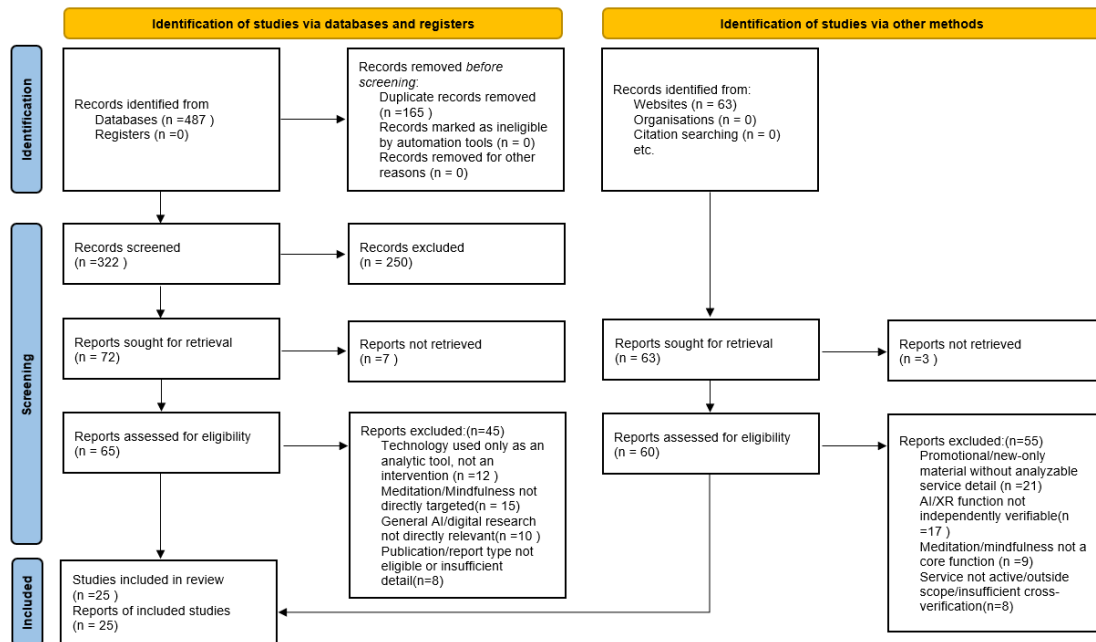 Identification of studies via databases and registers
Identification of studies via other methods
Identification
Records identified from
Databases (n =487 )
Registers (n =0)
Records removed before
screening:
Duplicate records removed
(n =165 )
Records marked as ineligible
by automation tools (n = 0)
Records removed for other
reasons (n = 0)
Records identified from:
Websites (n = 63)
Organisations (n = 0)
Citation searching (n = 0)
etc.
Screening
Records screened
(n =322 )
Records excluded
(n = 250)
Reports sought for retrieval
(n = 72)
Reports not retrieved
(n =7 )
Reports sought for retrieval
(n = 63)
Reports not retrieved
(n =3 )
Reports assessed for eligibility
(n = 65)
Reports excluded:(n=45)
Technology used only as an
analytic tool, not an
intervention (n =12 )
Meditation/Mindfulness not
directly targeted(n = 15)
General AI/digital research
not directly relevant(n =10 )
Publication/report type not
eligible or insufficient
detail(n=8)
Reports assessed for eligibility
(n = 60)
Reports excluded:(n=55)
Promotional/new-only
material without analyzable
service detail (n =21)
AI/XR function not
independently verifiable(n
=17 )
Meditation/mindfulness not a
core function (n =9)
Service not active/outside
scope/insufficient cross-
verification(n=8)
Included
Studies included in review
(n =25 )
Reports of included studies
(n = 25)